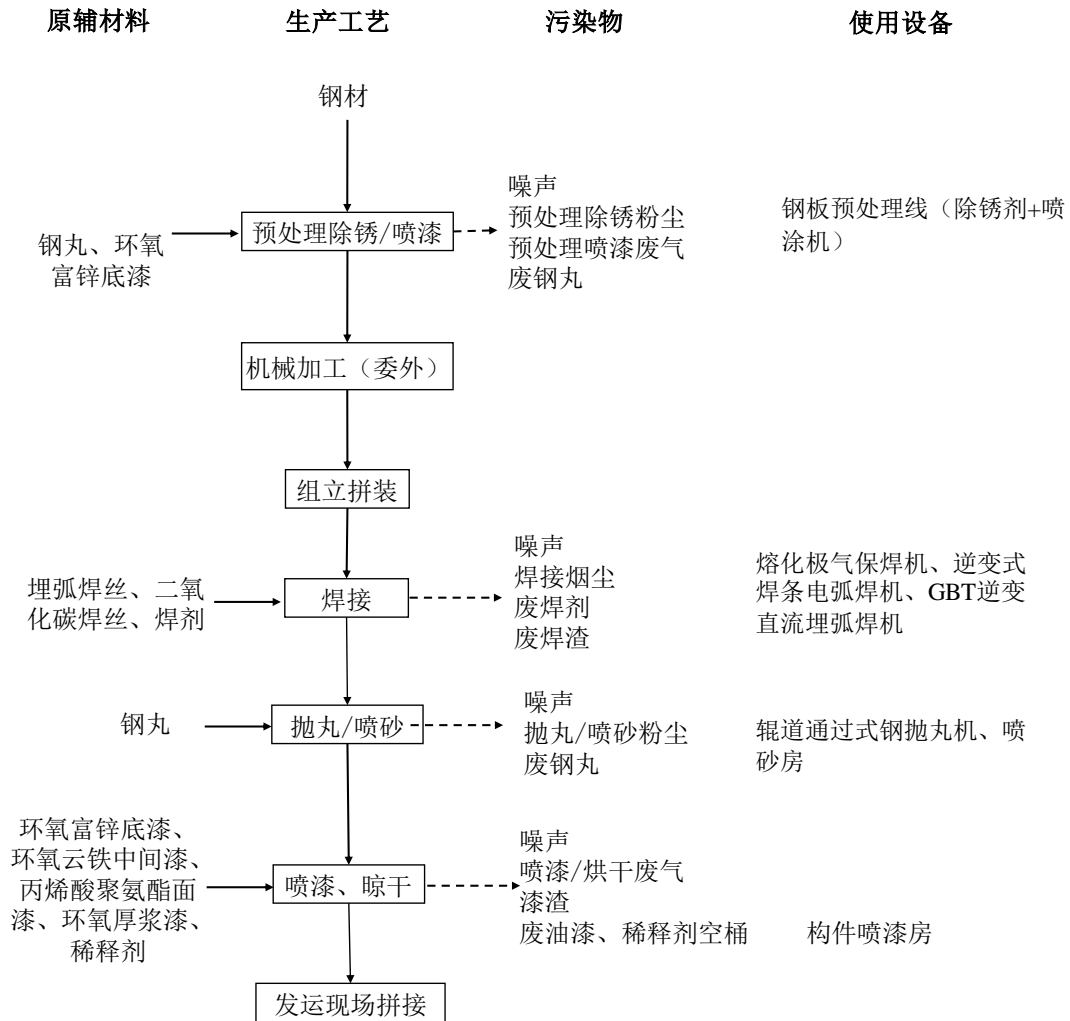 原辅材料
生产工艺
污染物
使用设备
钢材
钢丸、环氧
富锌底漆
预处理除锈/喷漆
噪声
预处理除锈粉尘
预处理喷漆废气
废钢丸
钢板预处理线（除锈剂+喷
涂机）
机械加工（委外）
组立拼装
埋弧焊丝、二氧
化碳焊丝、焊剂
焊接
噪声
焊接烟尘
废焊剂
废焊渣
熔化极气保焊机、逆变式
焊条电弧焊机、GBT逆变
直流埋弧焊机
钢丸
抛丸/喷砂
噪声
抛丸/喷砂粉尘
废钢丸
辊道通过式钢抛丸机、喷
砂房
环氧富锌底漆、
环氧云铁中间漆、
丙烯酸聚氨酯面
漆、环氧厚浆漆、
稀释剂
喷漆、晾干
噪声
喷漆/烘干废气
漆渣
废油漆、稀释剂空桶
构件喷漆房
发运现场拼接